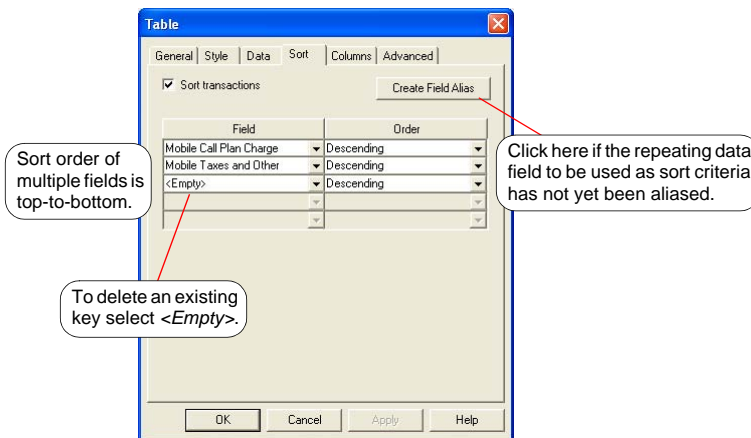 Table
General Style Data Sort Columns Advanced
Sort transactions
Create Field Alias
Field Order
Mobile Call Plan Charge Descending
Mobile Taxes and Other Descending
<Empty> Descending
Sort order of
multiple fields is
top-to-bottom.
Click here if the repeating data
field to be used as sort criteria
has not yet been aliased.
To delete an existing
key select <Empty>.
OK Cancel Apply Help